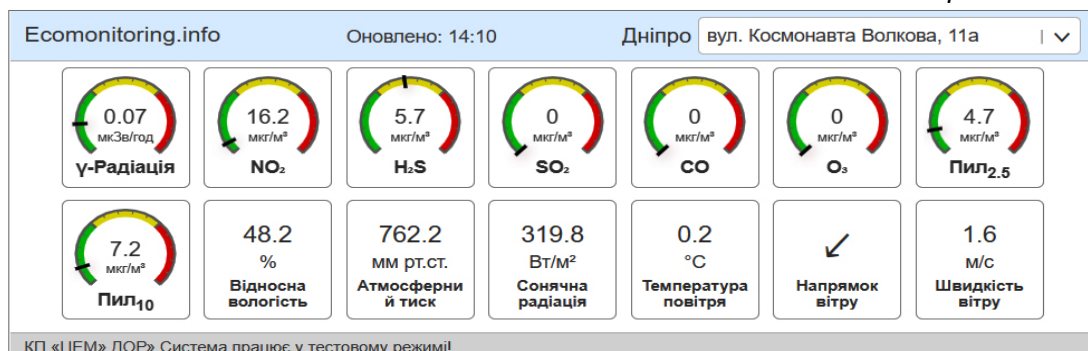 Ecomonitoring.info Оновлено: 14:10 Дніпро вул. Космонавта Волкова, 11а
0.07
мкЗв/год
γ-Радіація
16.2
мкг/м³
NO₂
5.7
мкг/м³
H₂S
0
мкг/м³
SO₂
0
мкг/м³
CO
0
мкг/м³
O₃
4.7
мкг/м³
Пил2.5
7.2
мкг/м³
Пил10
48.2
%
Відносна
вологість
762.2
мм рт.ст.
Атмосферни
й тиск
319.8
Вт/м²
Сонячна
радіація
0.2
°C
Температура
повітря
Напрямок
вітру
1.6
м/с
Швидкість
вітру
КП «ЦЕМ» ДОР» Система працює у тестовому режимі!